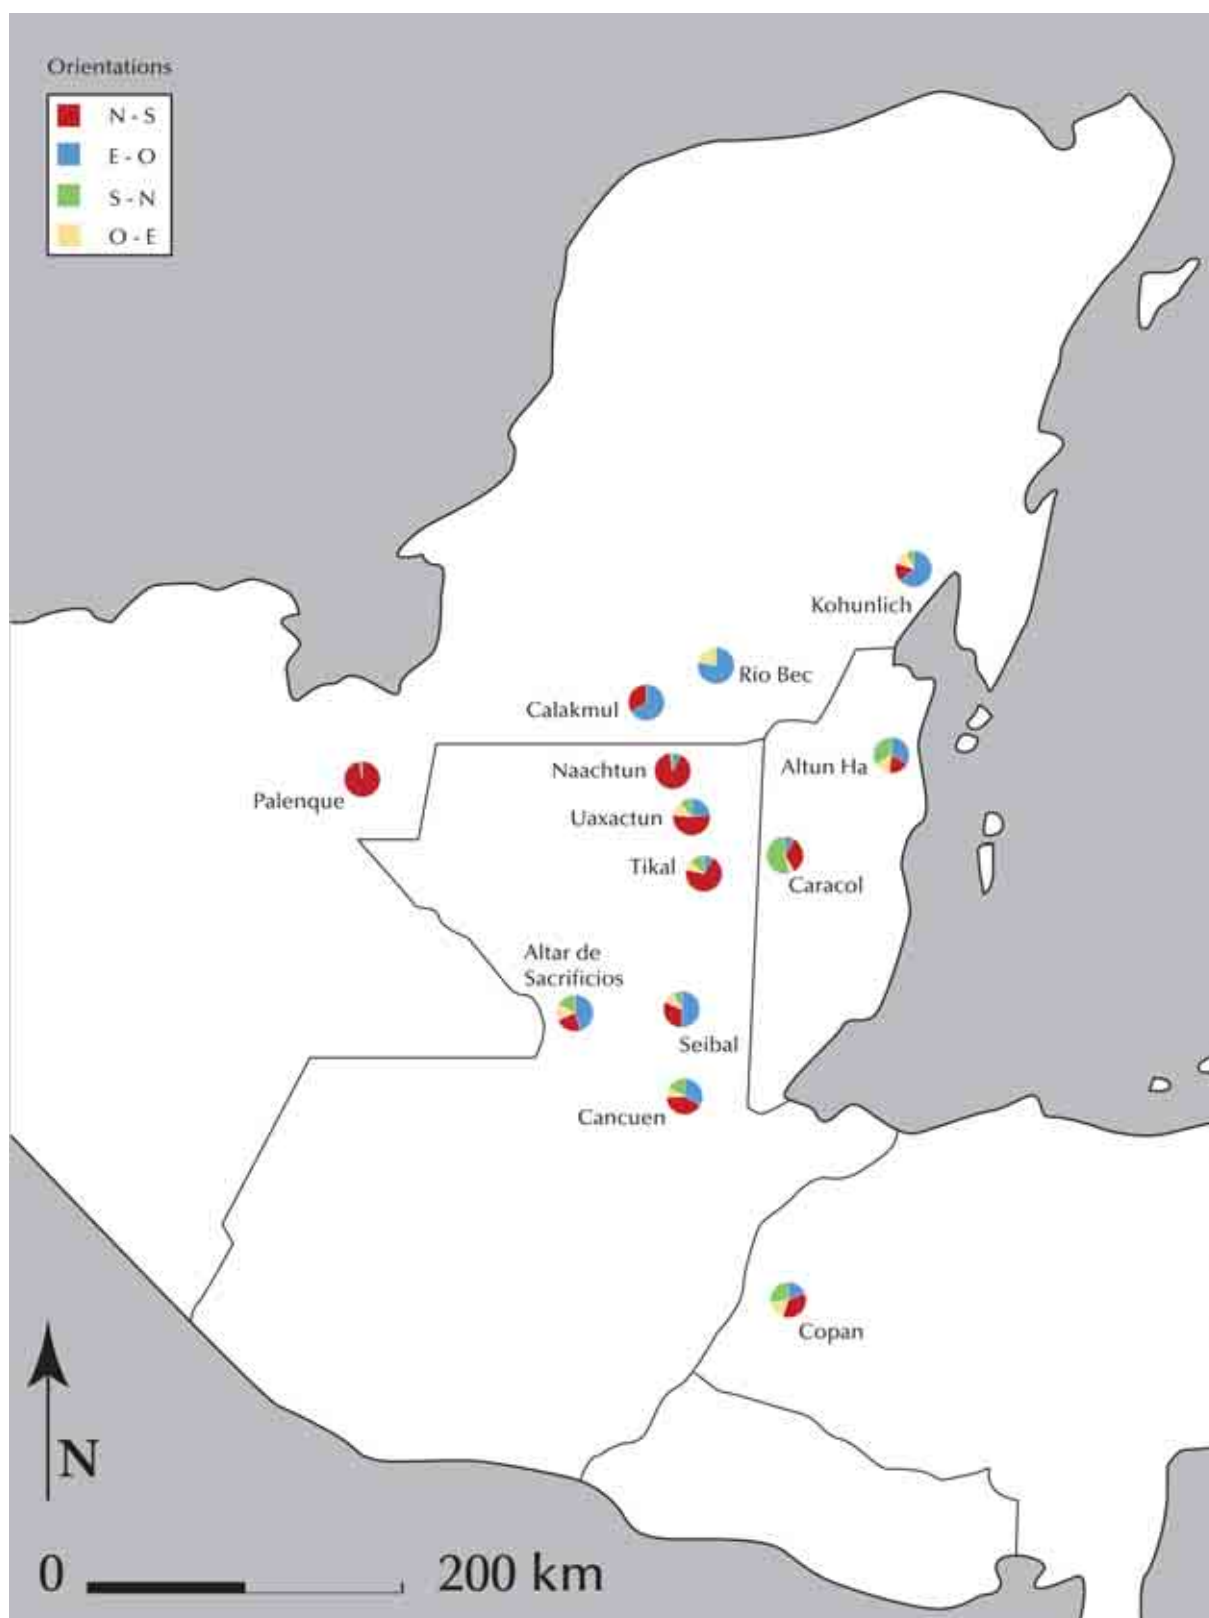 Orientations
N - S
E - O
S - N
O - E
Kohunlich
Río Bec
Calakmul
Naachtun
Altun Ha
Palenque
Uaxactun
Tikal
Caracol
Altar de
Sacrificios
Seibal
Cancuen
Copan
N
0 200 km